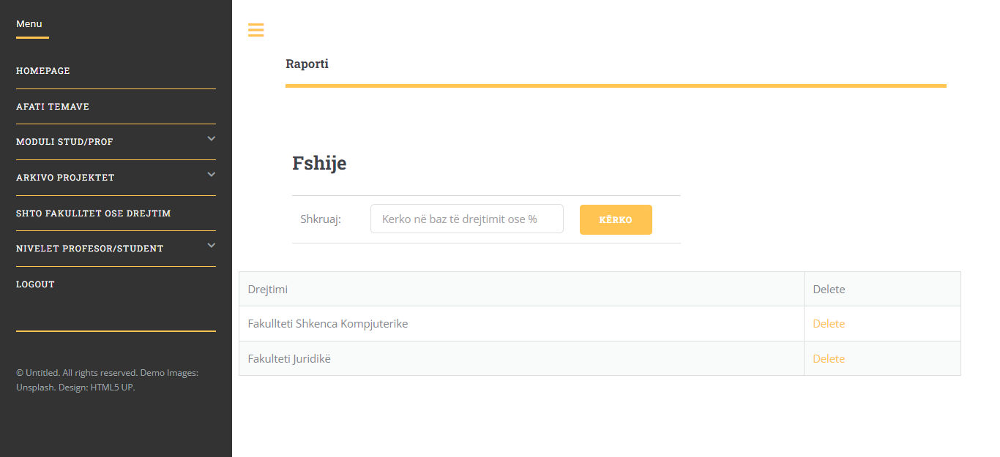 Menu
HOMEPAGE
AFATI TEMAVE
MODULI STUD/PROF
ARKIVO PROJEKTET
SHTO FAKULLTET OSE DREJTIM
NIVELET PROFESOR/STUDENT
LOGOUT
© Untitled. All rights reserved. Demo Images:
Unsplash. Design: HTML5 UP.
Raporti
Fshije
Shkruaj: Kerko në baz të drejtimit ose % KËRKO
Drejtimi Delete
Fakullteti Shkenca Kompjuterike Delete
Fakulteti Juridikë Delete